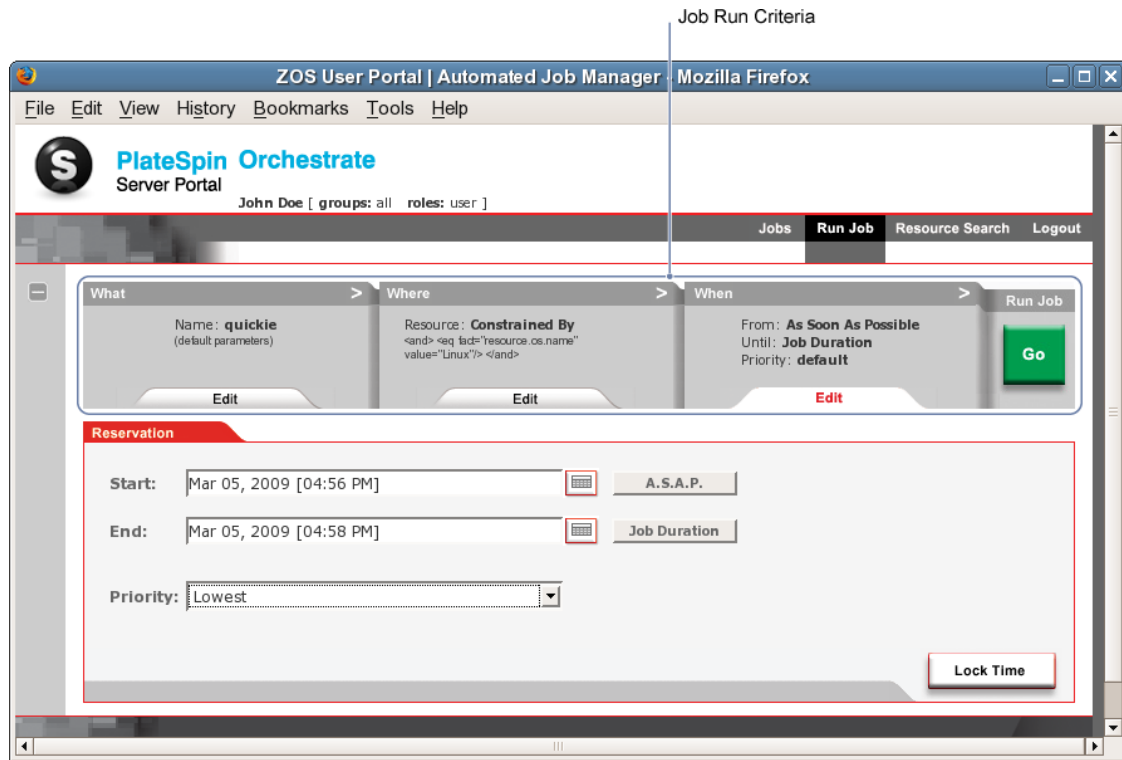 Job Run Criteria
ZOS User Portal | Automated Job Manager - Mozilla Firefox
File Edit View History Bookmarks Tools Help
S
PlateSpin Orchestrate
Server Portal
John Doe [ groups: all roles: user ]
Jobs Run Job Resource Search Logout
What > Where > When > Run Job
Name: quickie
(default parameters)
Edit
Resource: Constrained By
<and> <eq fact="resource.os.name"
value="Linux"/> </and>
Edit
From: As Soon As Possible
Until: Job Duration
Priority: default
Edit
Go
Reservation
Start: Mar 05, 2009 [04:56 PM] A.S.A.P.
End: Mar 05, 2009 [04:58 PM] Job Duration
Priority: Lowest
Lock Time